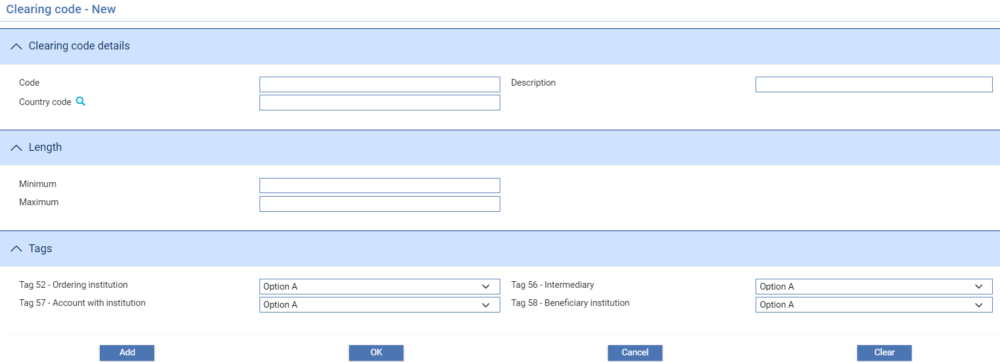 Clearing code - New
Clearing code details
Code
Description
Country code
Length
Minimum
Maximum
Tags
Tag 52 - Ordering institution Option A Tag 56 - Intermediary Option A
Tag 57 - Account with institution Option A Tag 58 - Beneficiary institution Option A
Add OK Cancel Clear